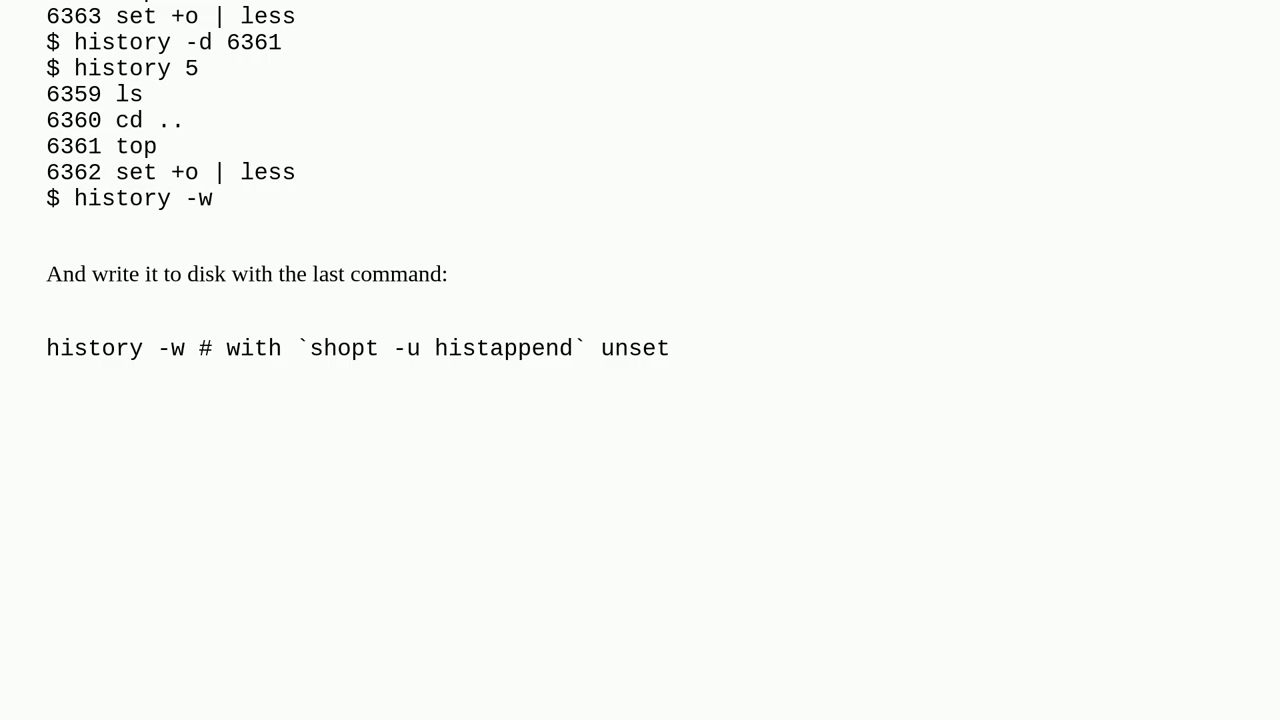 6363 set +o | less
$ history -d 6361
$ history 5
6359 ls
6360 cd ..
6361 top
6362 set +o | less
$ history -w
And write it to disk with the last command:
history -w # with `shopt -u histappend` unset